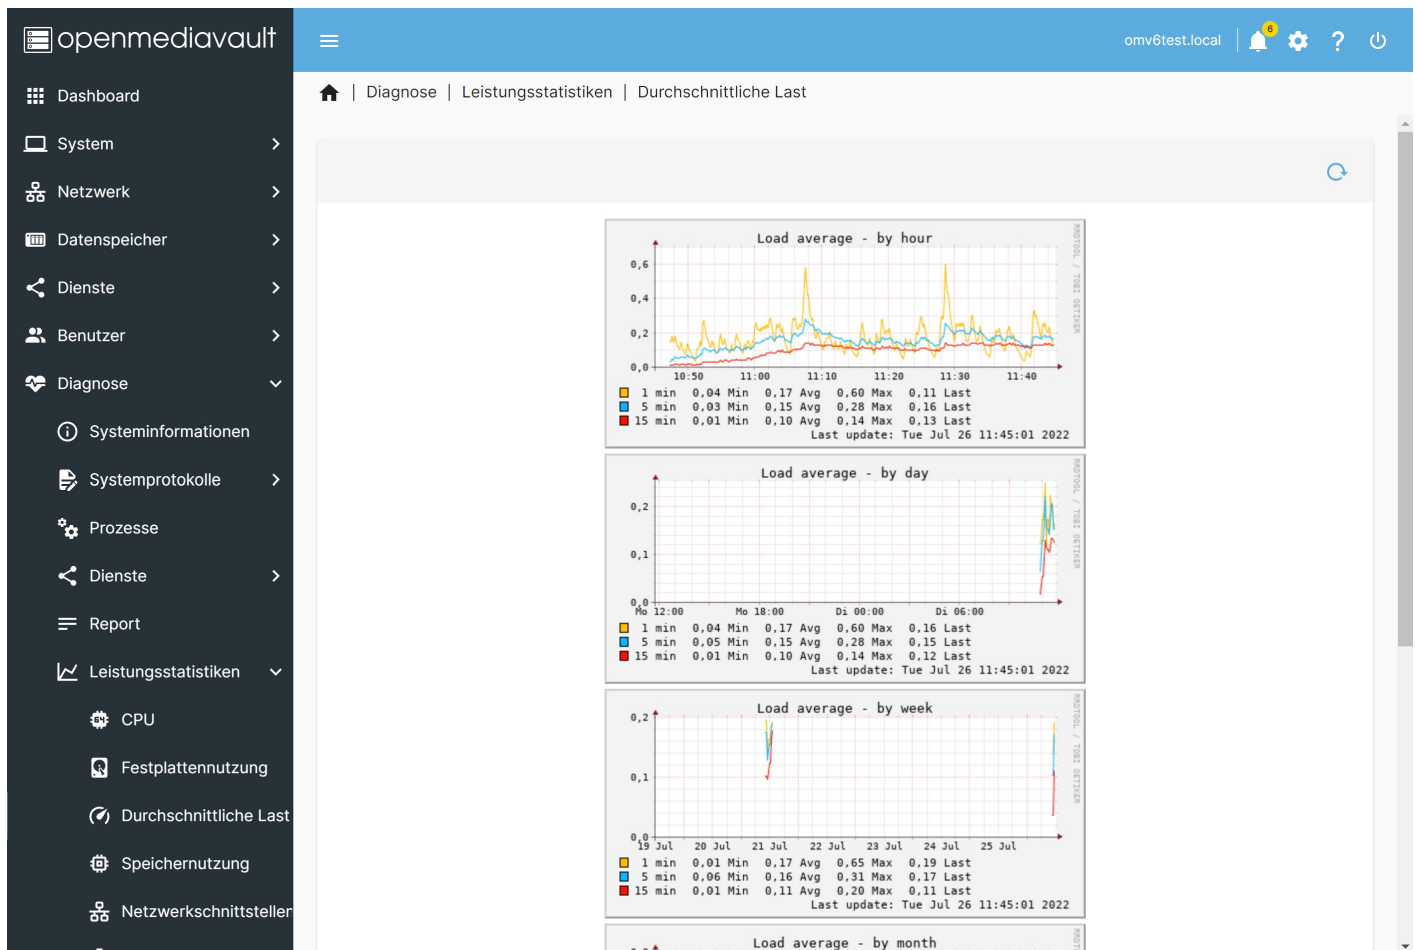 openmediavault
omv6test.local
6
Dashboard
System
Netzwerk
Datenspeicher
Dienste
Benutzer
Diagnose
Systeminformationen
Systemprotokolle
Prozesse
Dienste
Report
Leistungsstatistiken
CPU
Festplattennutzung
Durchschnittliche Last
Speichernutzung
Netzwerkschnittstellen
| Diagnose | Leistungsstatistiken | Durchschnittliche Last
Load average - by hour
RRDTOOL / TOBI OETIKER
0,6
0,4
0,2
0,0
10:50 11:00 11:10 11:20 11:30 11:40
1 min 0,04 Min 0,17 Avg 0,60 Max 0,11 Last
5 min 0,03 Min 0,15 Avg 0,28 Max 0,16 Last
15 min 0,01 Min 0,10 Avg 0,14 Max 0,13 Last
Last update: Tue Jul 26 11:45:01 2022
Load average - by day
RRDTOOL / TOBI OETIKER
0,2
0,1
0,0
Mo 12:00 Mo 18:00 Di 00:00 Di 06:00
1 min 0,04 Min 0,17 Avg 0,60 Max 0,16 Last
5 min 0,05 Min 0,15 Avg 0,28 Max 0,15 Last
15 min 0,01 Min 0,10 Avg 0,14 Max 0,12 Last
Last update: Tue Jul 26 11:45:01 2022
Load average - by week
RRDTOOL / TOBI OETIKER
0,2
0,1
0,0
19 Jul 20 Jul 21 Jul 22 Jul 23 Jul 24 Jul 25 Jul
1 min 0,01 Min 0,17 Avg 0,65 Max 0,19 Last
5 min 0,06 Min 0,16 Avg 0,31 Max 0,17 Last
15 min 0,01 Min 0,11 Avg 0,20 Max 0,11 Last
Last update: Tue Jul 26 11:45:01 2022
Load average - by month